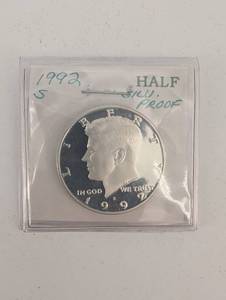 1992 HALF
S SILV.
PROOF
LIBERTY
IN GOD WE TRUST
S
1992